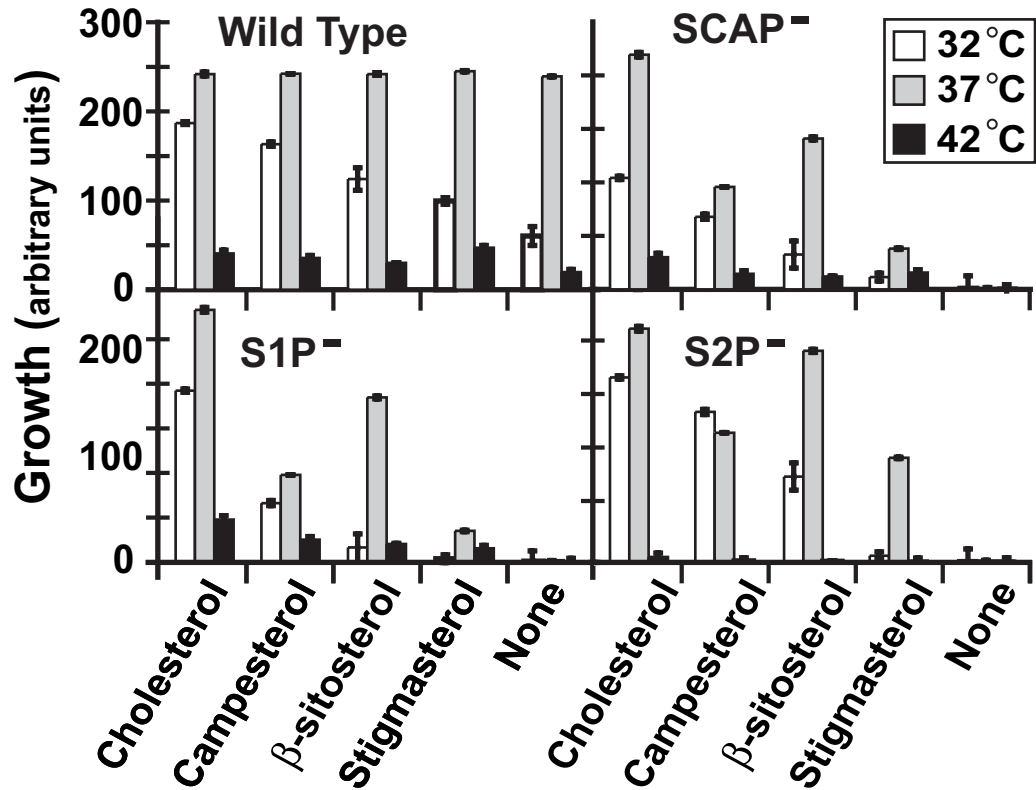 300
200
100
0
200
100
0
Growth (arbitrary units)
Wild Type
SCAP⁻
32 °C
37 °C
42 °C
S1P⁻
S2P⁻
Cholesterol
Campesterol
β-sitosterol
Stigmasterol
None
Cholesterol
Campesterol
β-sitosterol
Stigmasterol
None